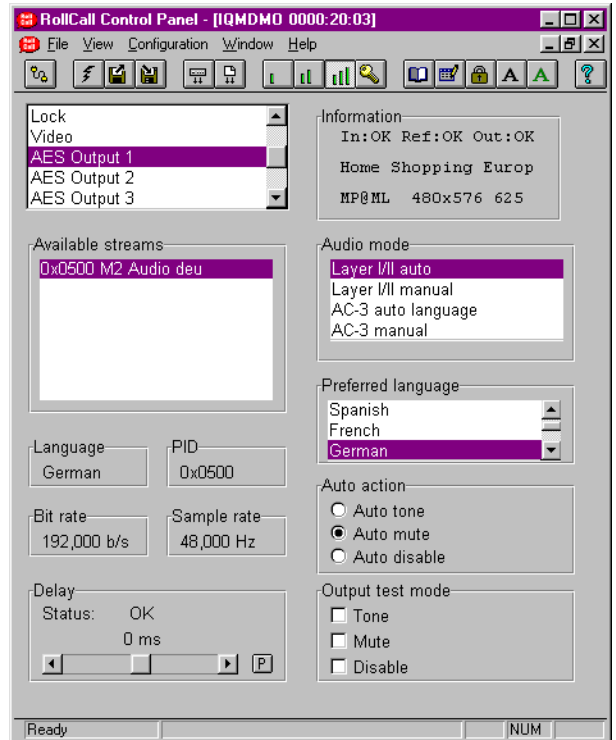 RollCall Control Panel - [IQMDMO 0000:20:03]
File View Configuration Window Help
A A ?
Lock
Video
AES Output 1
AES Output 2
AES Output 3
Information
In:OK Ref:OK Out:OK
Home Shopping Europ
MP@ML 480x576 625
Available streams
0x0500 M2 Audio deu
Audio mode
Layer I/II auto
Layer I/II manual
AC-3 auto language
AC-3 manual
Preferred language
Spanish
French
German
Language
German
PID
0x0500
Bit rate
192,000 b/s
Sample rate
48,000 Hz
Auto action
Auto tone
Auto mute
Auto disable
Delay
Status: OK
0 ms
P
Output test mode
Tone
Mute
Disable
Ready
NUM